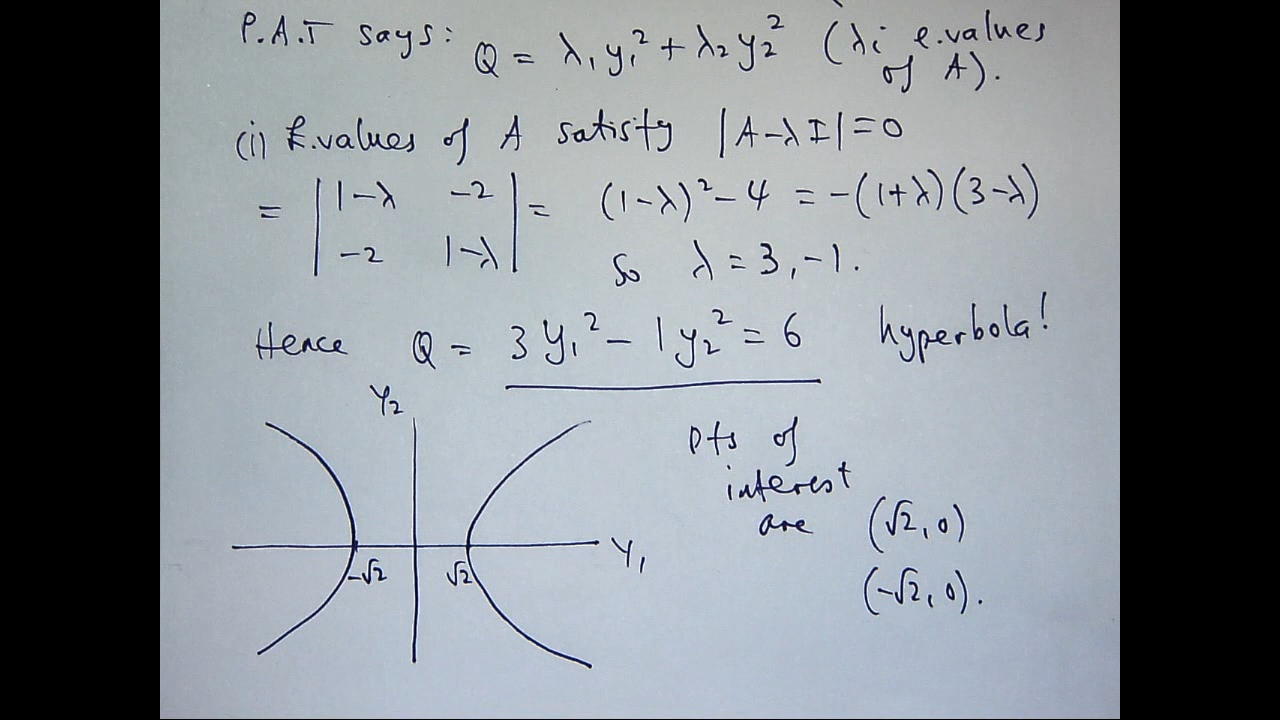 P.A.T says: Q = λ₁y₁² + λ₂y₂² (λi e.values of A).
(i) E.values of A satisfy |A-λI|=0
= |1-λ -2| = (1-λ)²-4 = -(1+λ)(3-λ)
|-2 1-λ| So λ = 3, -1.
Hence Q = 3y₁² - 1y₂² = 6 hyperbola!
Y₂
pts of
interest
are (√2, 0)
Y₁
-√2 √2
(-√2, 0).